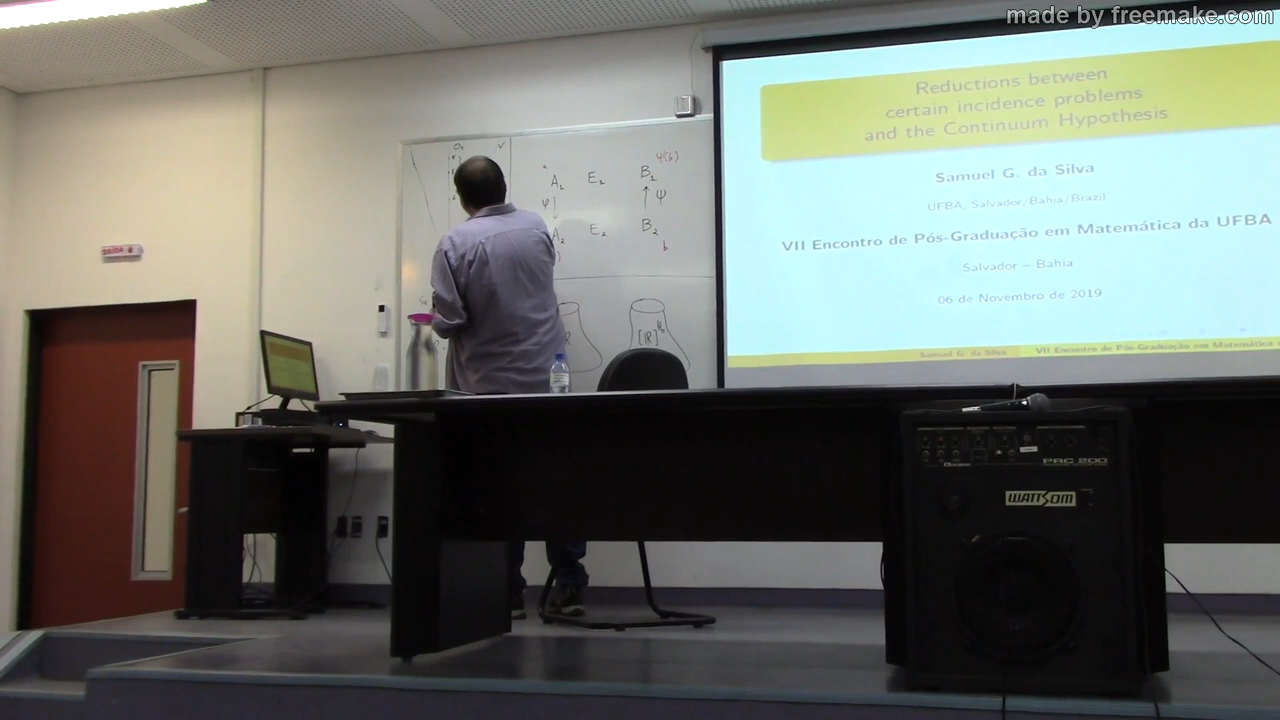 made by freemake.com
Reductions between
certain incidence problems
and the Continuum Hypothesis
Samuel G. da Silva
UFBA, Salvador/Bahia/Brazil
VII Encontro de Pós-Graduação em Matemática da UFBA
Salvador – Bahia
06 de Novembro de 2019
Samuel G. da Silva VII Encontro de Pós-Graduação em Matemática
ψ(b)
A₁ E₂ B₁
φ ψ
A₂ E₂ B₂
b
SAÍDA
PRC 200
WATTSOM